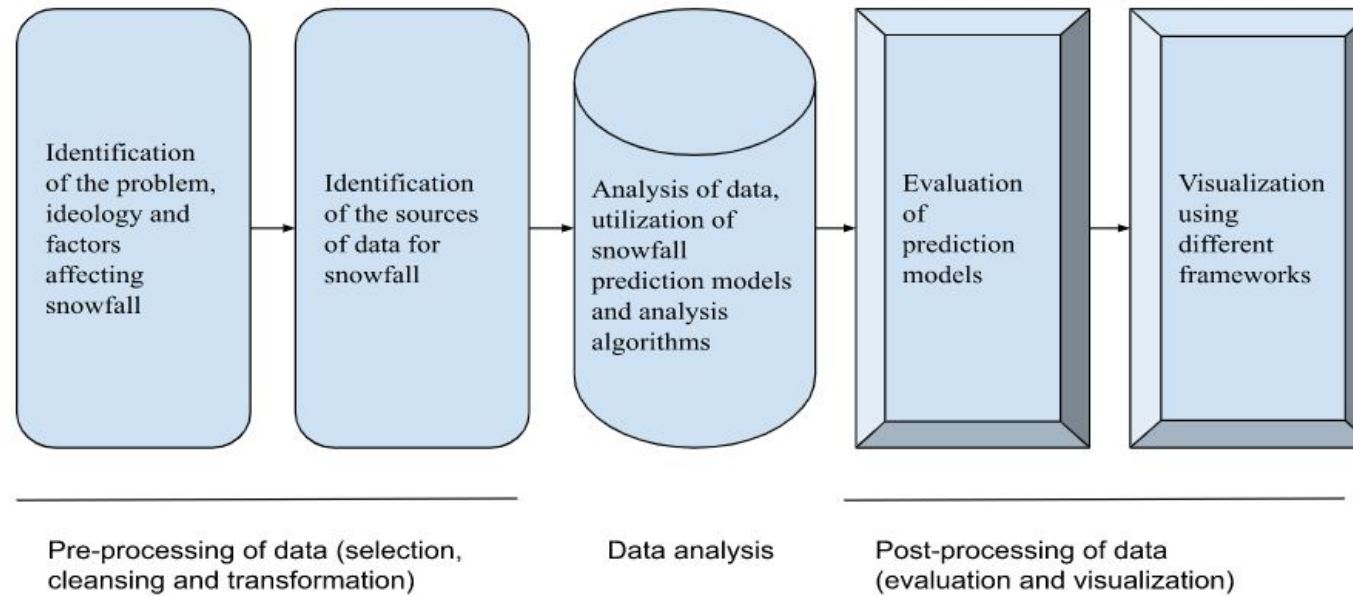 Identification
of the problem,
ideology and
factors
affecting
snowfall
Identification
of the sources
of data for
snowfall
Analysis of data,
utilization of
snowfall
prediction models
and analysis
algorithms
Evaluation
of
prediction
models
Visualization
using
different
frameworks
Pre-processing of data (selection,
cleansing and transformation)
Data analysis
Post-processing of data
(evaluation and visualization)